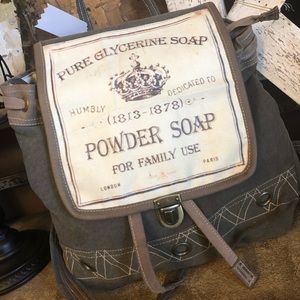 PURE GLYCERINE SOAP
HUMBLY DEDICATED TO
(1813-1878)
POWDER SOAP
FOR FAMILY USE
LONDON PARIS